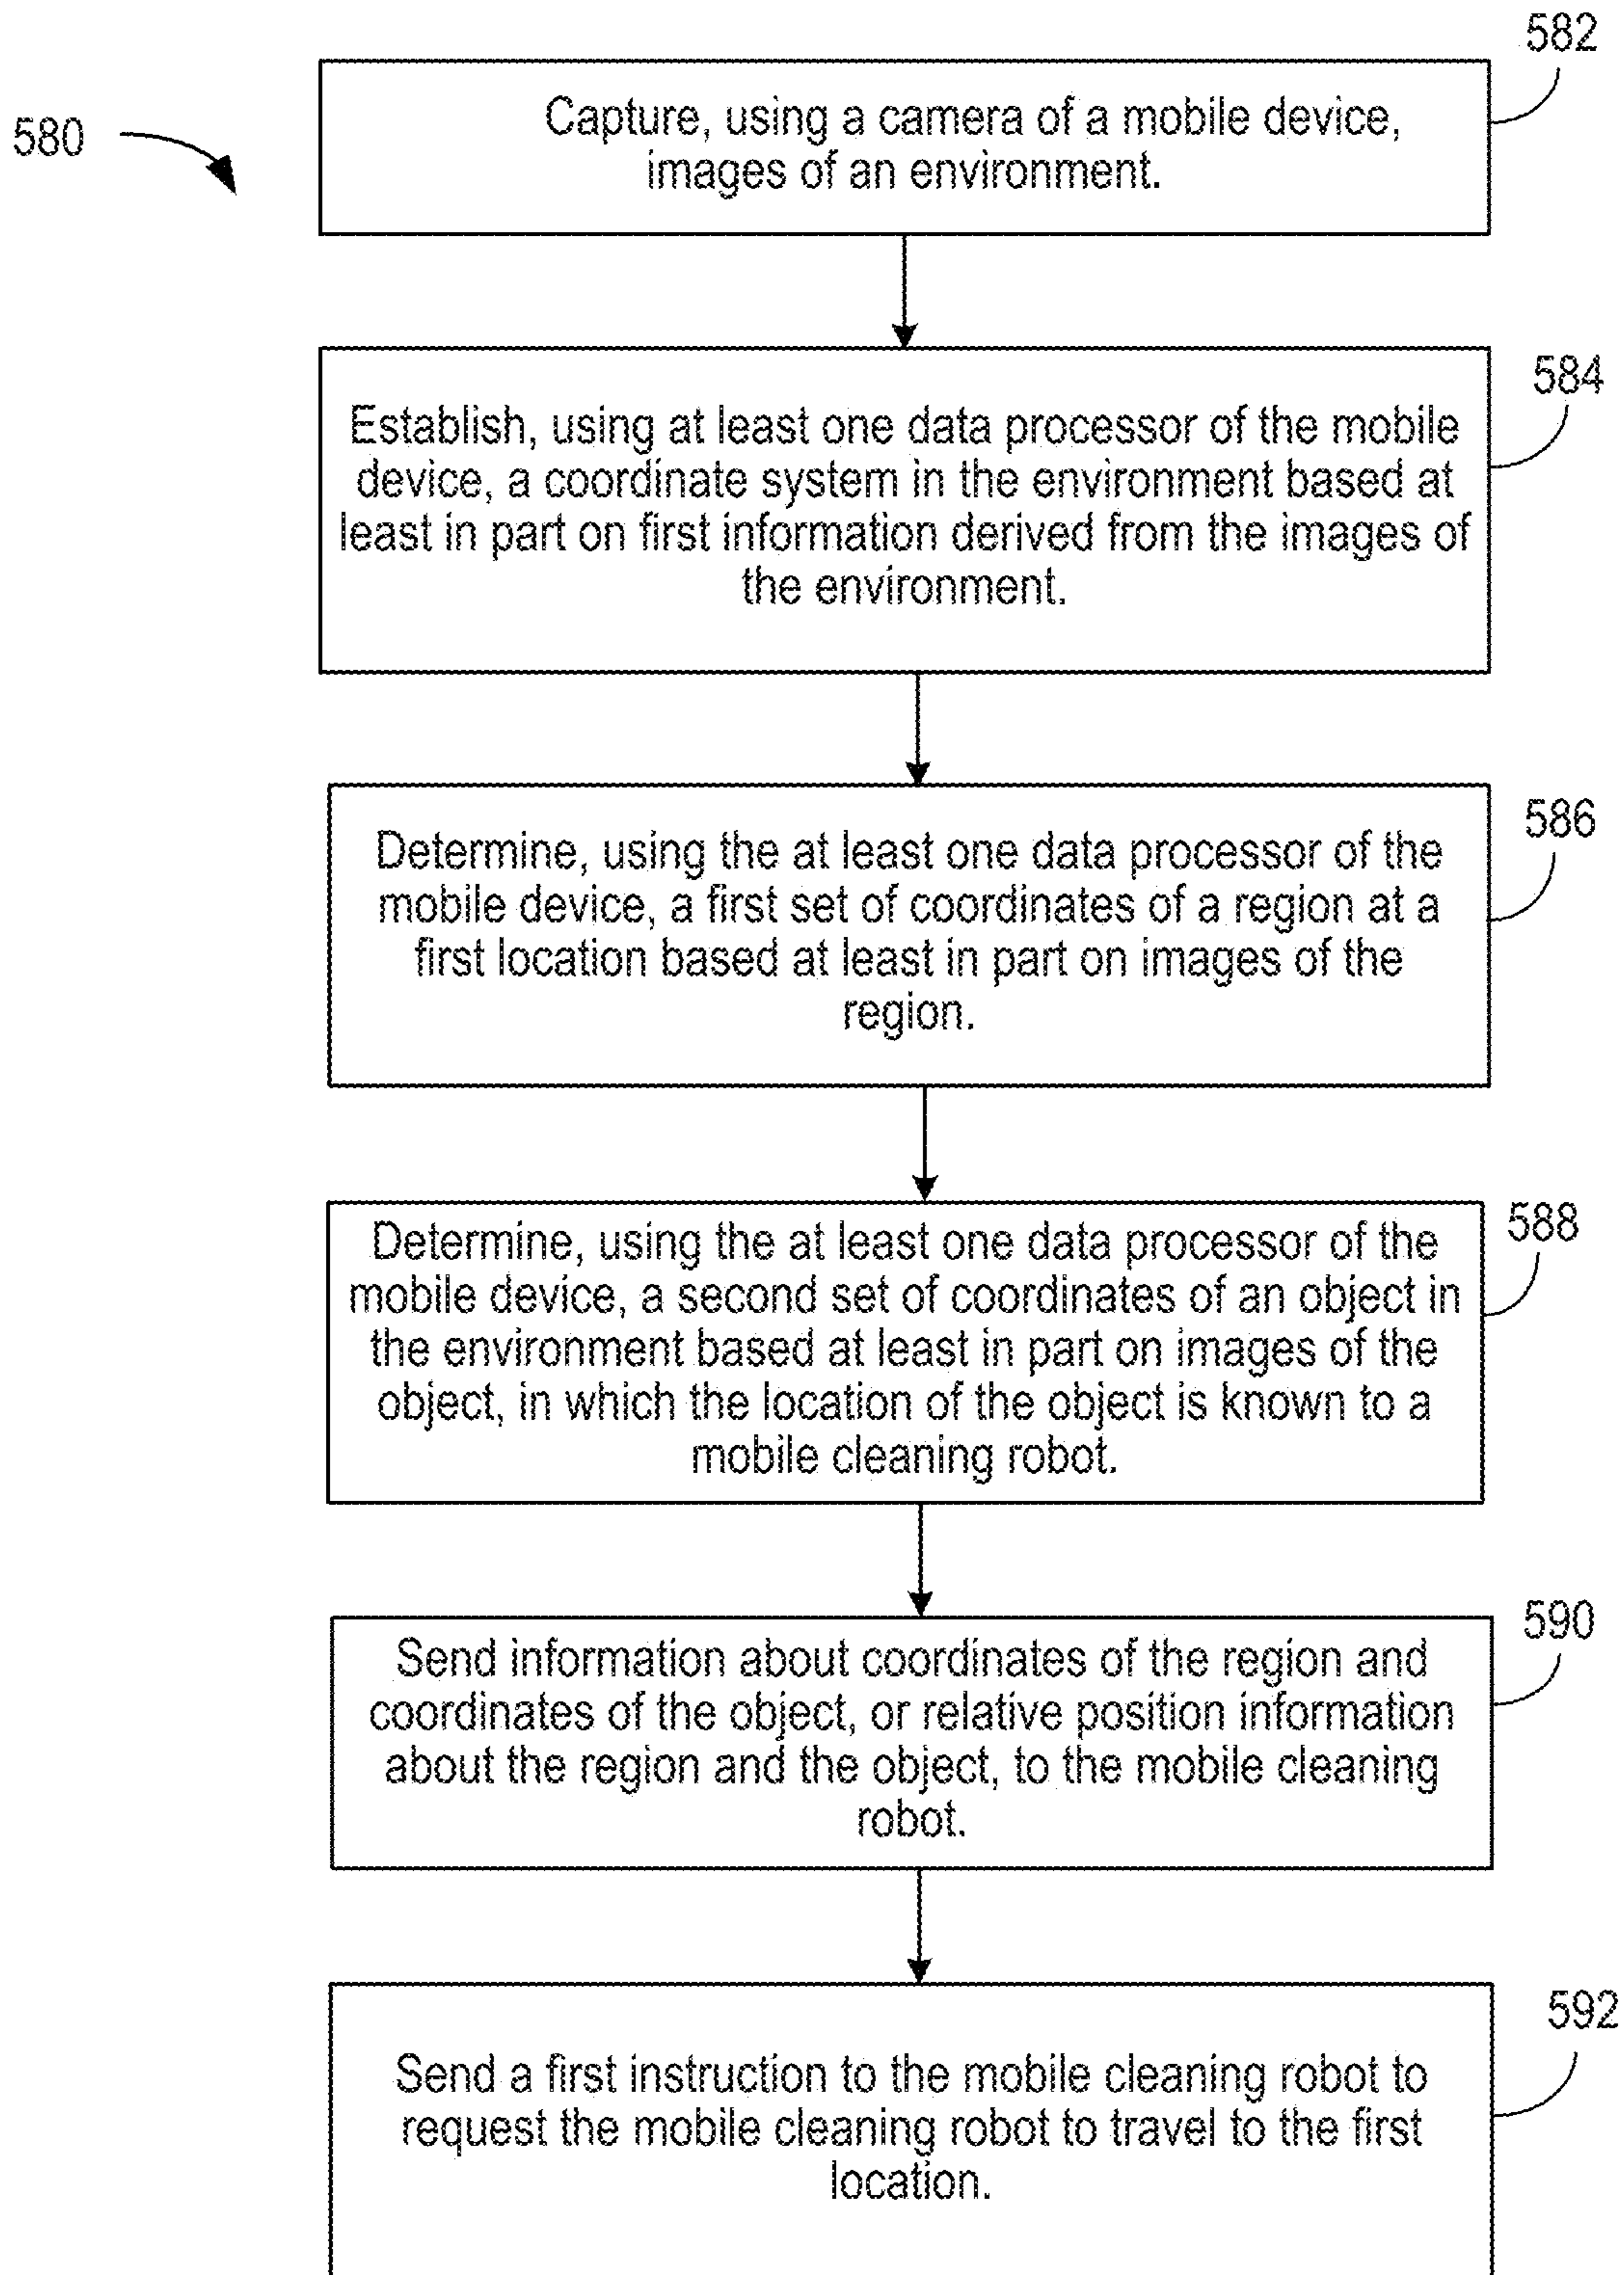 582
580
Capture, using a camera of a mobile device,
images of an environment.
584
Establish, using at least one data processor of the mobile
device, a coordinate system in the environment based at
least in part on first information derived from the images of
the environment.
586
Determine, using the at least one data processor of the
mobile device, a first set of coordinates of a region at a
first location based at least in part on images of the
region.
588
Determine, using the at least one data processor of the
mobile device, a second set of coordinates of an object in
the environment based at least in part on images of the
object, in which the location of the object is known to a
mobile cleaning robot.
590
Send information about coordinates of the region and
coordinates of the object, or relative position information
about the region and the object, to the mobile cleaning
robot.
592
Send a first instruction to the mobile cleaning robot to
request the mobile cleaning robot to travel to the first
location.